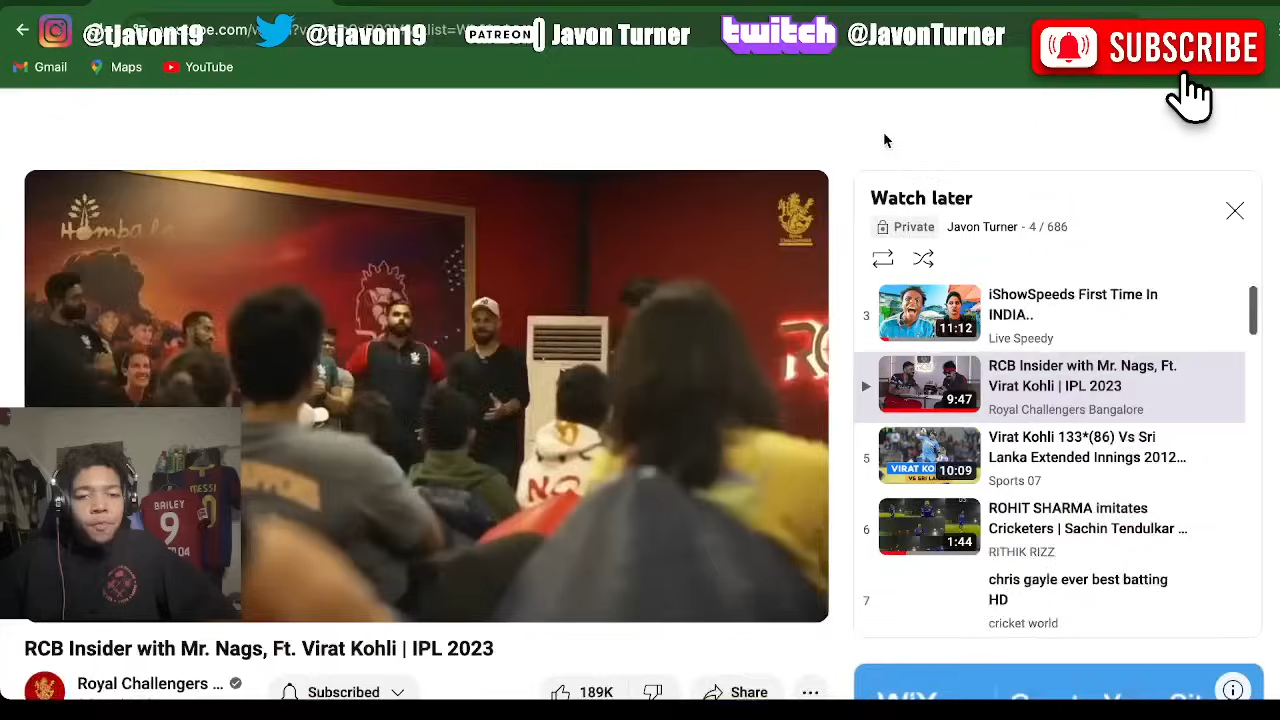 @tjavon19
@tjavon19
PATREON
Javon Turner
twitch
@JavonTurner
SUBSCRIBE
Gmail
Maps
YouTube
Watch later
Private
Javon Turner - 4 / 686
3
11:12
iShowSpeeds First Time In
INDIA..
Live Speedy
9:47
RCB Insider with Mr. Nags, Ft.
Virat Kohli | IPL 2023
Royal Challengers Bangalore
5
10:09
Virat Kohli 133*(86) Vs Sri
Lanka Extended Innings 2012...
Sports 07
6
1:44
ROHIT SHARMA imitates
Cricketers | Sachin Tendulkar ...
RITHIK RIZZ
7
chris gayle ever best batting
HD
cricket world
BAILEY
9
MESSI
RCB Insider with Mr. Nags, Ft. Virat Kohli | IPL 2023
Royal Challengers ...
Subscribed
189K
Share
...